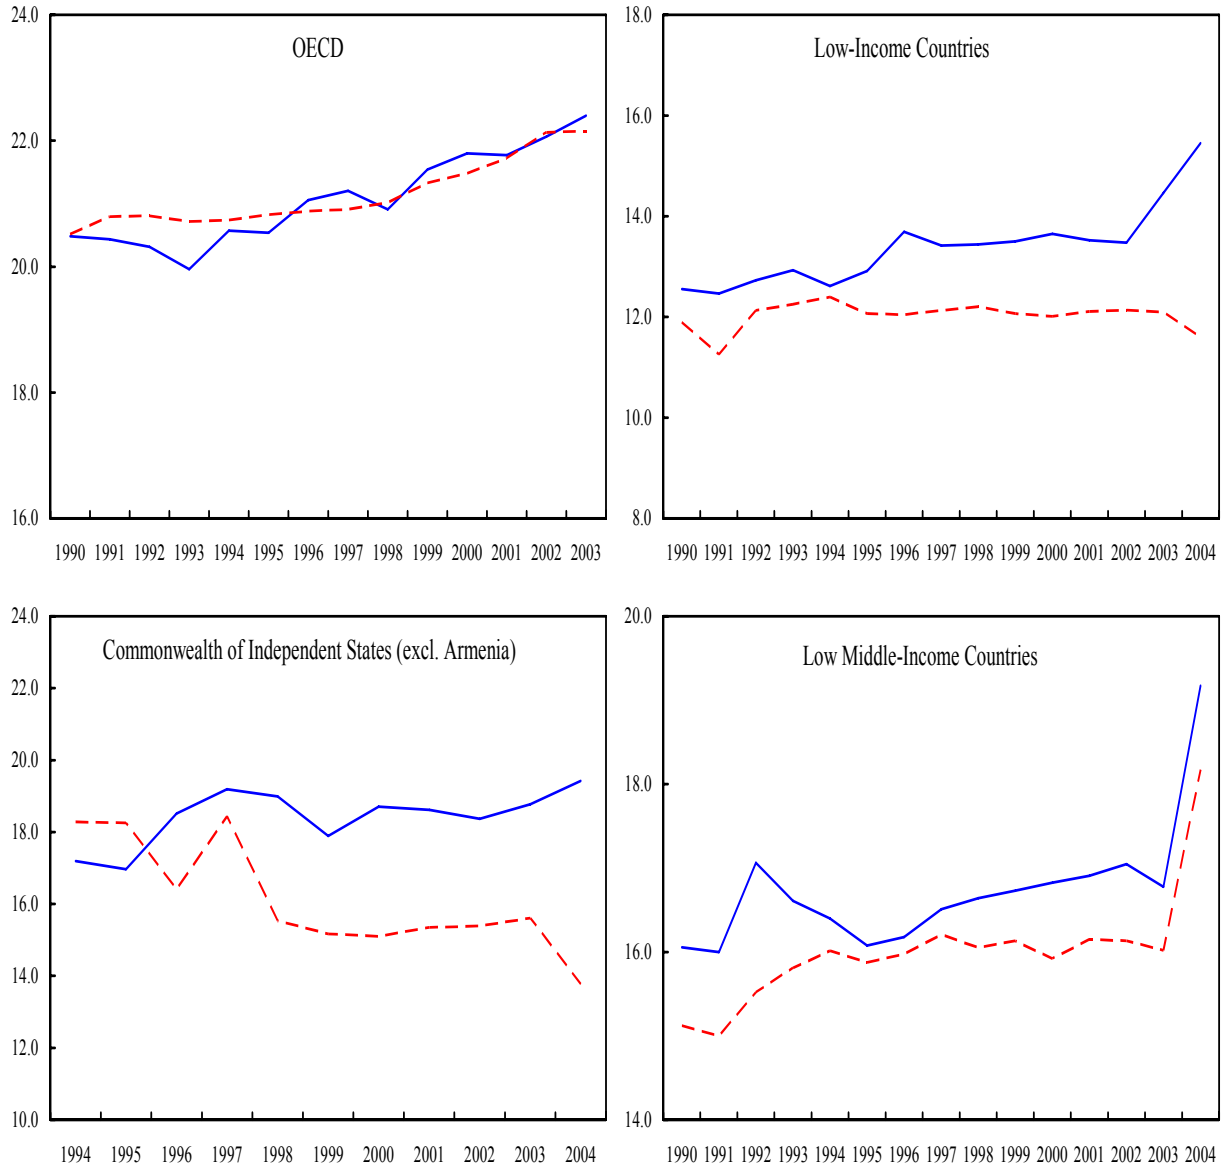 24.0
OECD
22.0
20.0
18.0
16.0
1990 1991 1992 1993 1994 1995 1996 1997 1998 1999 2000 2001 2002 2003
18.0
Low-Income Countries
16.0
14.0
12.0
10.0
8.0
1990 1991 1992 1993 1994 1995 1996 1997 1998 1999 2000 2001 2002 2003 2004
24.0
Commonwealth of Independent States (excl. Armenia)
22.0
20.0
18.0
16.0
14.0
12.0
10.0
1994 1995 1996 1997 1998 1999 2000 2001 2002 2003 2004
20.0
Low Middle-Income Countries
18.0
16.0
14.0
1990 1991 1992 1993 1994 1995 1996 1997 1998 1999 2000 2001 2002 2003 2004